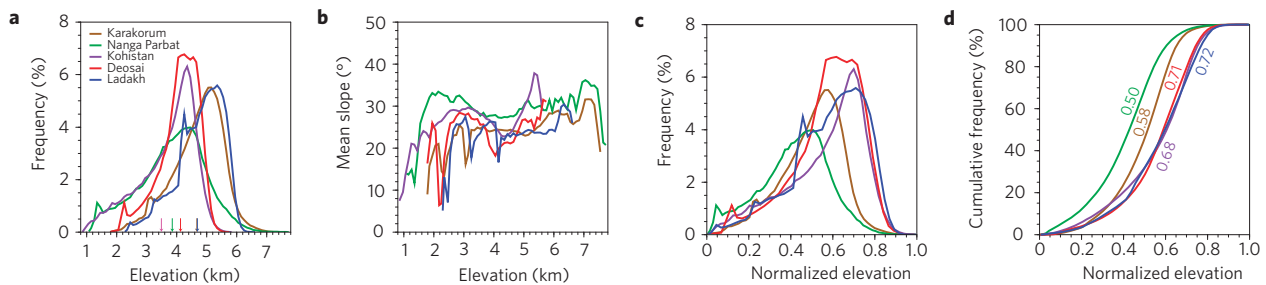 a
8
6
4
2
0
Frequency (%)
Karakorum
Nanga Parbat
Kohistan
Deosai
Ladakh
1 2 3 4 5 6 7
Elevation (km)
b
50
40
30
20
10
0
Mean slope (°)
1 2 3 4 5 6 7
Elevation (km)
c
8
6
4
2
0
Frequency (%)
0 0.2 0.4 0.6 0.8 1.0
Normalized elevation
d
100
80
60
40
20
0
Cumulative frequency (%)
0.50
0.58
0.68
0.71
0.72
0 0.2 0.4 0.6 0.8 1.0
Normalized elevation